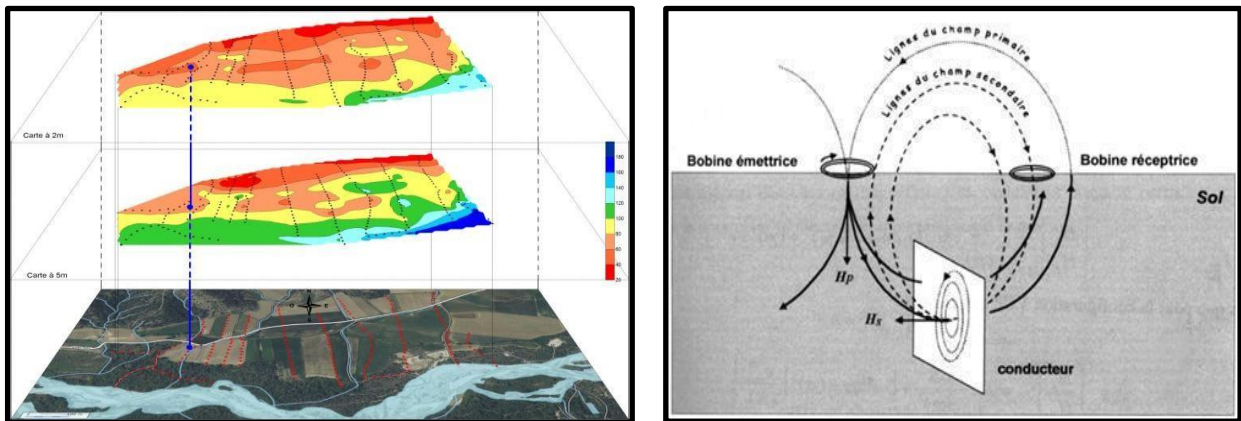 Carte à 2m
Carte à 5m
180
160
140
120
100
80
60
40
20
O
E
Lignes du champ primaire
Lignes du champ secondaire
Bobine émettrice
Bobine réceptrice
Sol
Hp
Hs
conducteur